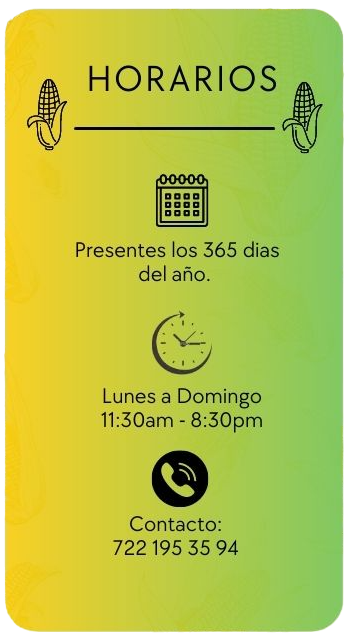 HORARIOS
Presentes los 365 dias
del año.
Lunes a Domingo
11:30am - 8:30pm
Contacto:
722 195 35 94